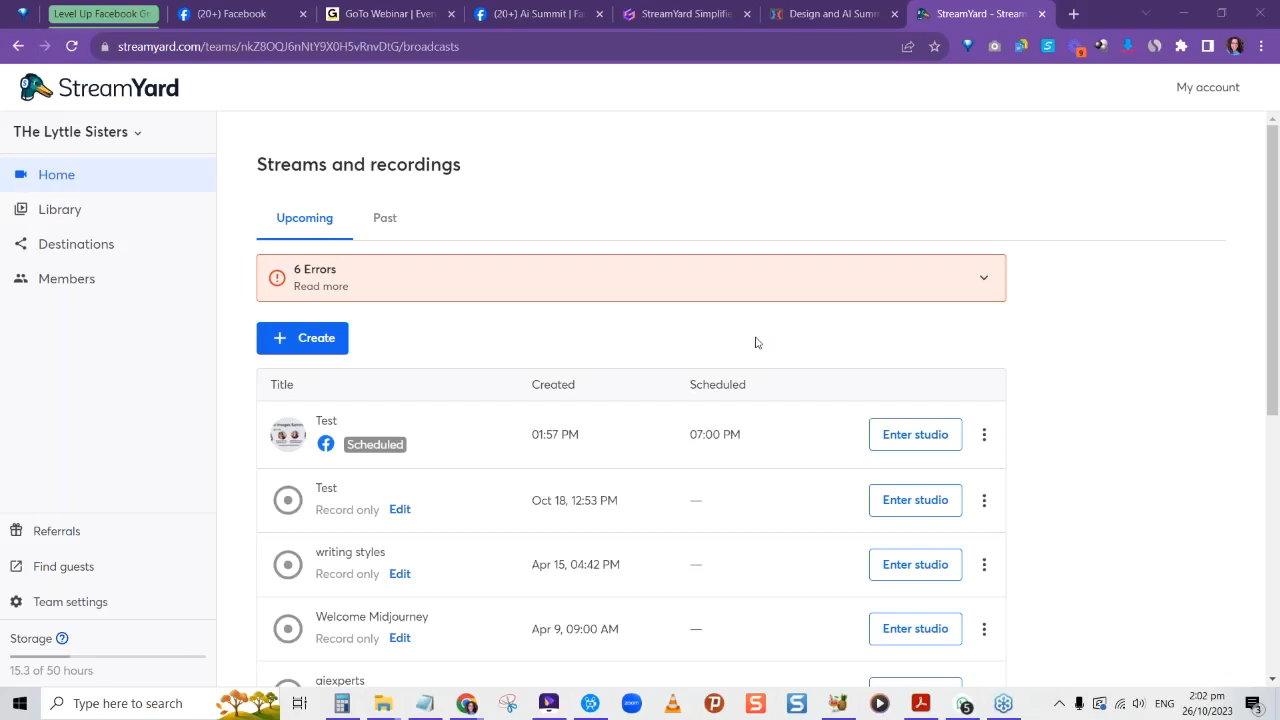 Level Up Facebook Gr
(20+) Facebook
GoTo Webinar | Even
(20+) Ai Summit | Fac
StreamYard Simplifie
Design and AI Summ
StreamYard - Stream
streamyard.com/teams/nkZ8OQJ6nNtY9X0H5vRnvDtG/broadcasts
9
StreamYard
My account
THe Lyttle Sisters
Home
Library
Destinations
Members
Streams and recordings
Upcoming
Past
6 Errors
Read more
+ Create
Title
Created
Scheduled
Test
Scheduled
01:57 PM
07:00 PM
Enter studio
Test
Record only
Edit
Oct 18, 12:53 PM
—
Enter studio
writing styles
Record only
Edit
Apr 15, 04:42 PM
—
Enter studio
Welcome Midjourney
Record only
Edit
Apr 9, 09:00 AM
—
Enter studio
aiexperts
Referrals
Find guests
Team settings
Storage
15.3 of 50 hours
Type here to search
zoom
5
ENG
2:02 pm
26/10/2023
3